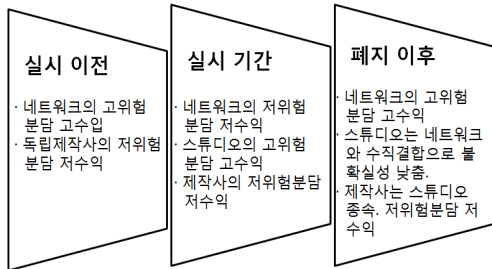 실시 이전
· 네트워크의 고위험
분담 고수입
· 독립제작사의 저위험
분담 저수익
실시 기간
· 네트워크의 저위험
분담 저수익
· 스튜디오의 고위험
분담 고수익
· 제작사의 저위험분담
저수익
폐지 이후
· 네트워크의 고위험
분담 고수익
· 스튜디오는 네트워크
와 수직결합으로 불
확실성 낮춤.
· 제작사는 스튜디오
종속. 저위험분담 저
수익